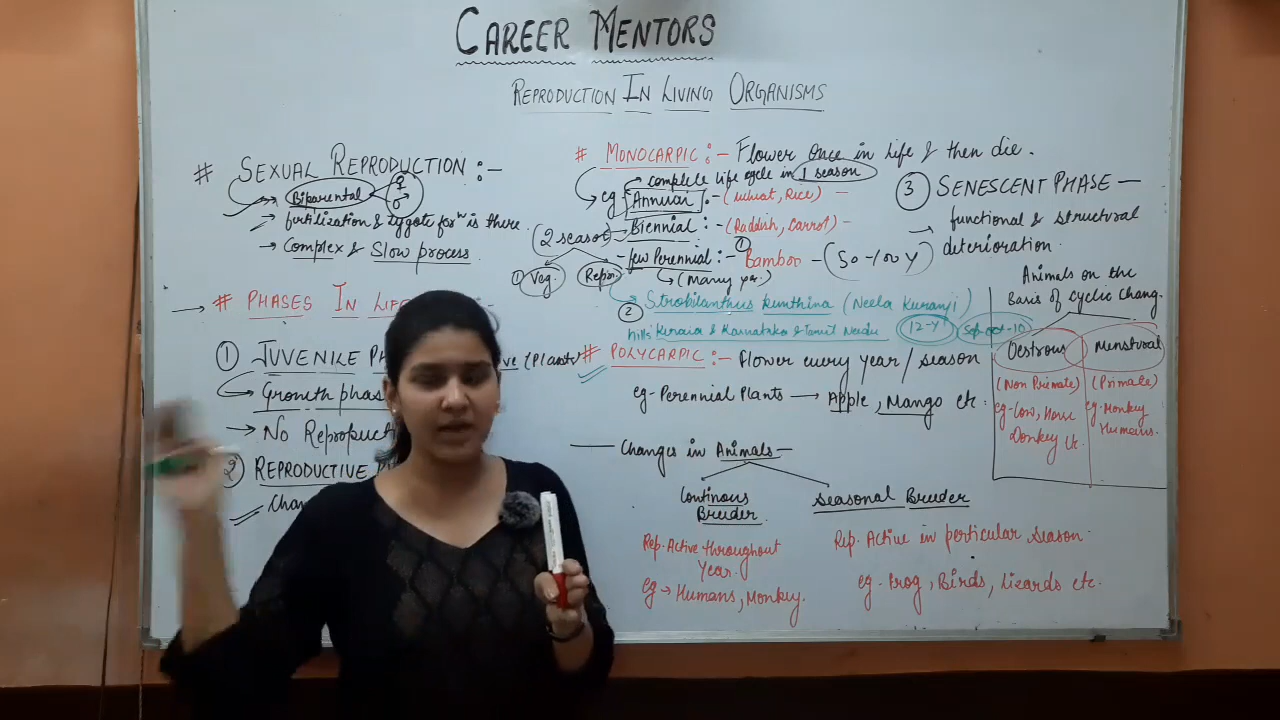 CAREER MENTORS
REPRODUCTION IN LIVING ORGANISMS
# SEXUAL REPRODUCTION :-
→ Biparental ♀ ♂
→ fertilization & zygote forⁿ is there.
→ Complex & Slow process.
→ # PHASES IN LIFE
① JUVENILE PH ve (Plants)
→ Growth phas
→ No Reproduct
② REPRODUCTIVE P
Chan
# MONOCARPIC :- Flower once in life & then die.
→ complete life cycle in 1 season
eg Annual :- (Wheat, Rice) -
(2 season) - Biennial :- (Raddish, Carrot) -
① Veg. Repro.
- few Perennial :- ① Bamboo - (50-100 Y)
(Many yr.)
② Strobilanthus kunthina (Neela Kuranji)
hills & Karnataka & Tamil Nadu 12-Y
# POLYCARPIC :- Flower every year / season
eg- Perennial Plants → Apple, Mango etc.
Changes in Animals -
Continous Breeder
Rep. Active throughout
Year.
eg → Humans, Monkey.
Seasonal Breeder
Rep. Active in perticular season.
eg- Frog, Birds, lizards etc.
③ SENESCENT PHASE -
→ functional & structural
deterioration.
Animals on the
Basis of cyclic Chang.
Oestrous
(Non Primate)
eg- Cow, Horse
Donkey etc.
Menstrual
(Primate)
eg- Monkey
Humans.